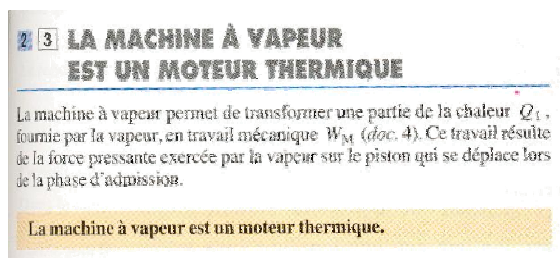 2 3 LA MACHINE À VAPEUR
EST UN MOTEUR THERMIQUE
La machine à vapeur permet de transformer une partie de la chaleur Q₁,
fournie par la vapeur, en travail mécanique W_M (doc. 4). Ce travail résulte
de la force pressante exercée par la vapeur sur le piston qui se déplace lors
de la phase d'admission.
La machine à vapeur est un moteur thermique.